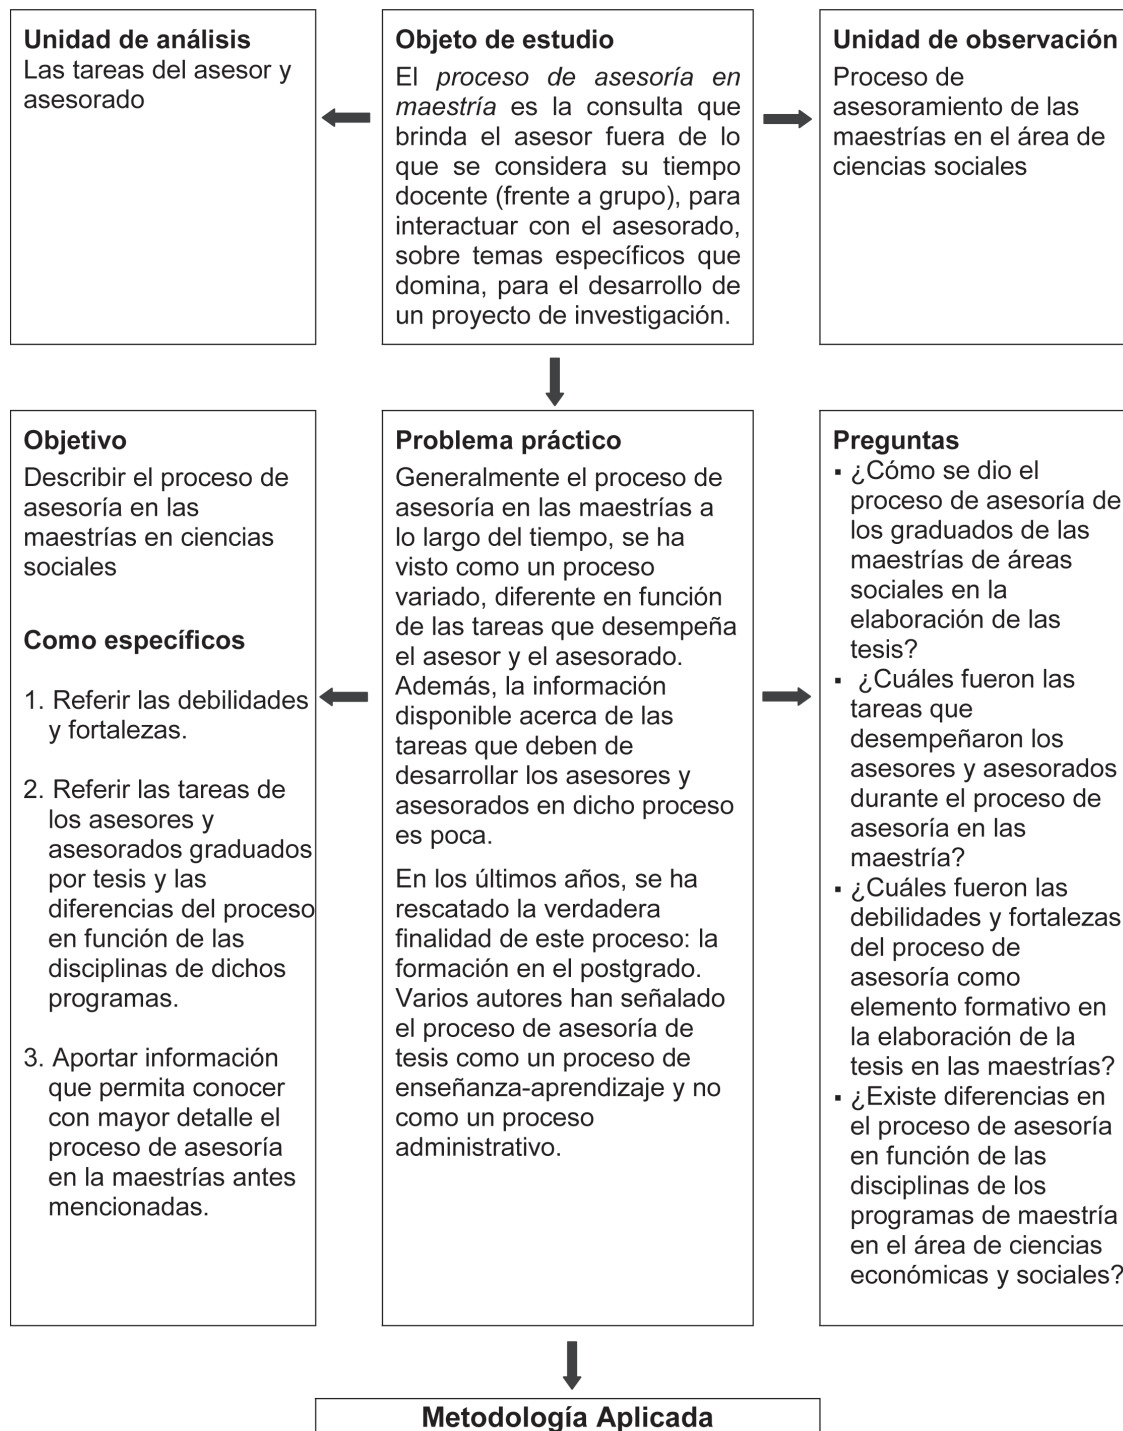 Unidad de análisis
Las tareas del asesor y
asesorado
Objeto de estudio
El proceso de asesoría en
maestría es la consulta que
brinda el asesor fuera de lo
que se considera su tiempo
docente (frente a grupo), para
interactuar con el asesorado,
sobre temas específicos que
domina, para el desarrollo de
un proyecto de investigación.
Unidad de observación
Proceso de
asesoramiento de las
maestrías en el área de
ciencias sociales
Objetivo
Describir el proceso de
asesoría en las
maestrías en ciencias
sociales
Como específicos
1. Referir las debilidades
y fortalezas.
2. Referir las tareas de
los asesores y
asesorados graduados
por tesis y las
diferencias del proceso
en función de las
disciplinas de dichos
programas.
3. Aportar información
que permita conocer
con mayor detalle el
proceso de asesoría
en la maestrías antes
mencionadas.
Problema práctico
Generalmente el proceso de
asesoría en las maestrías a
lo largo del tiempo, se ha
visto como un proceso
variado, diferente en función
de las tareas que desempeña
el asesor y el asesorado.
Además, la información
disponible acerca de las
tareas que deben de
desarrollar los asesores y
asesorados en dicho proceso
es poca.
En los últimos años, se ha
rescatado la verdadera
finalidad de este proceso: la
formación en el postgrado.
Varios autores han señalado
el proceso de asesoría de
tesis como un proceso de
enseñanza-aprendizaje y no
como un proceso
administrativo.
Preguntas
▪ ¿Cómo se dio el
proceso de asesoría de
los graduados de las
maestrías de áreas
sociales en la
elaboración de las
tesis?
▪ ¿Cuáles fueron las
tareas que
desempeñaron los
asesores y asesorados
durante el proceso de
asesoría en las
maestría?
▪ ¿Cuáles fueron las
debilidades y fortalezas
del proceso de
asesoría como
elemento formativo en
la elaboración de la
tesis en las maestrías?
▪ ¿Existe diferencias en
el proceso de asesoría
en función de las
disciplinas de los
programas de maestría
en el área de ciencias
económicas y sociales?
Metodología Aplicada